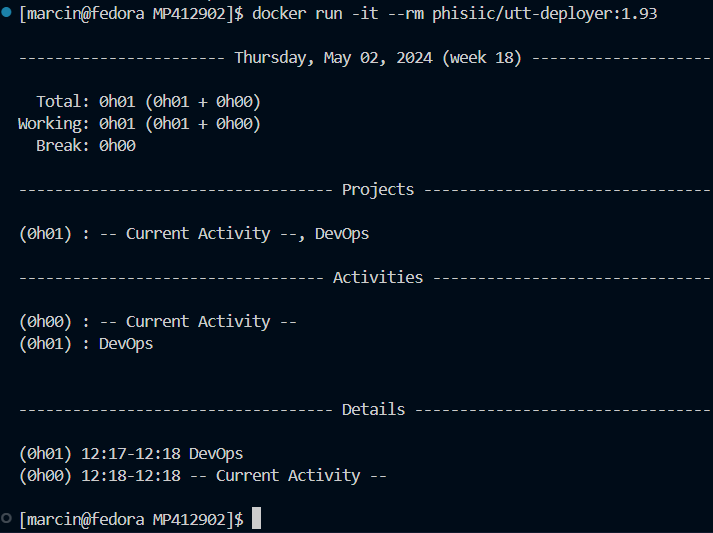 [marcin@fedora MP412902]$ docker run -it --rm phisiic/utt-deployer:1.93
----------------------- Thursday, May 02, 2024 (week 18) --------------------
Total: 0h01 (0h01 + 0h00)
Working: 0h01 (0h01 + 0h00)
Break: 0h00
----------------------------------- Projects --------------------------------
(0h01) : -- Current Activity --, DevOps
---------------------------------- Activities -------------------------------
(0h00) : -- Current Activity --
(0h01) : DevOps
----------------------------------- Details ---------------------------------
(0h01) 12:17-12:18 DevOps
(0h00) 12:18-12:18 -- Current Activity --
[marcin@fedora MP412902]$